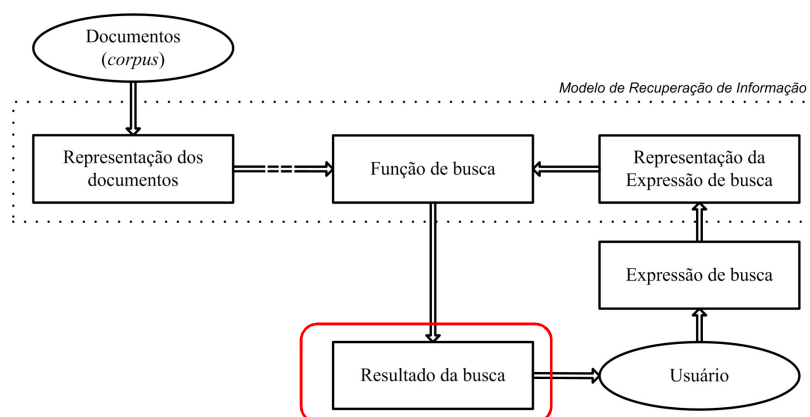 Documentos
(corpus)
Modelo de Recuperação de Informação
Representação dos
documentos
Função de busca
Representação da
Expressão de busca
Expressão de busca
Resultado da busca
Usuário